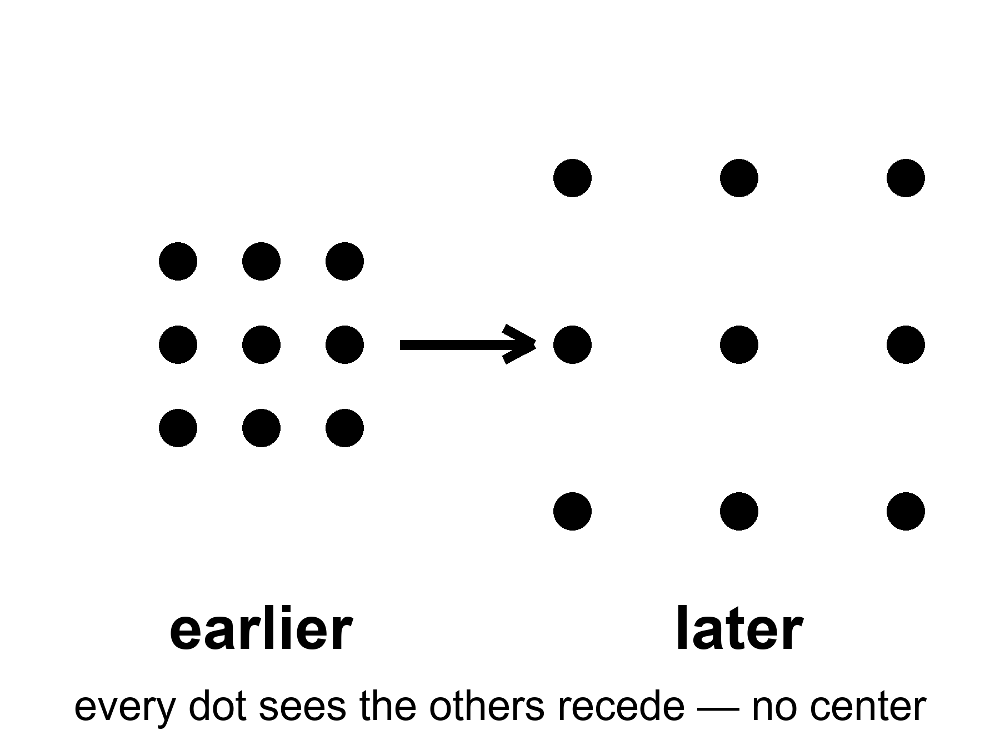 earlier later
every dot sees the others recede — no center